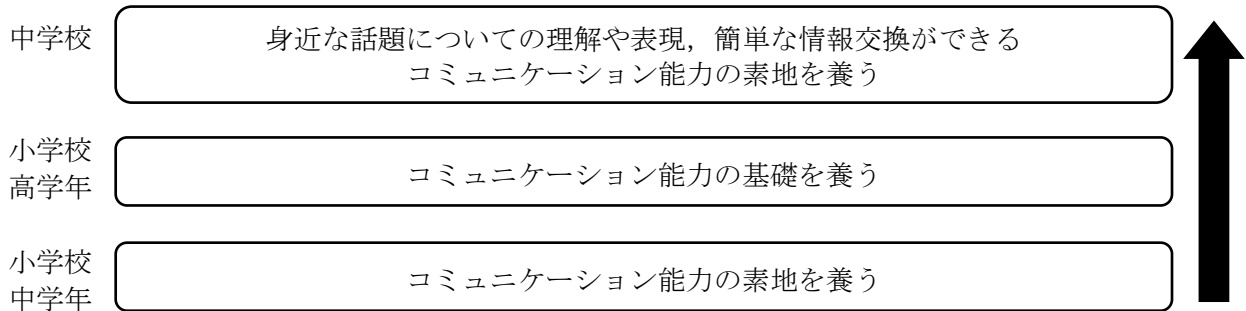 中学校
身近な話題についての理解や表現，簡単な情報交換ができる
コミュニケーション能力の素地を養う
小学校
高学年
コミュニケーション能力の基礎を養う
小学校
中学年
コミュニケーション能力の素地を養う